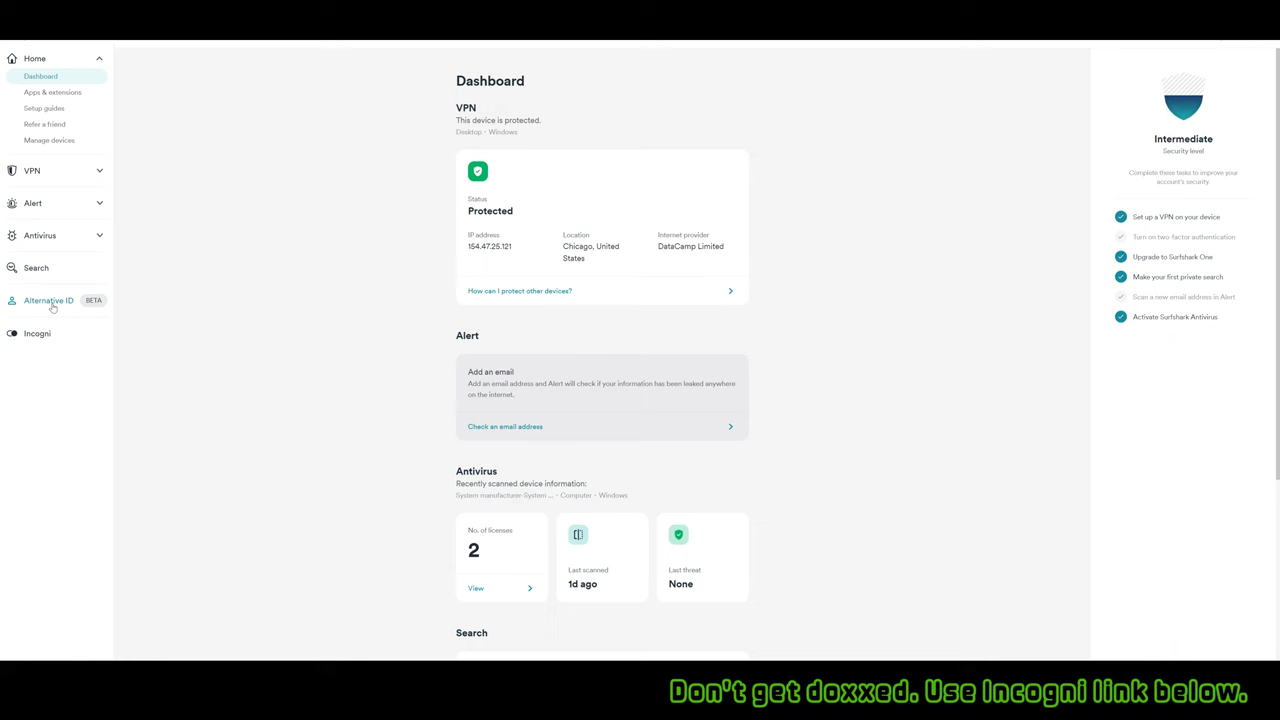 Home
Dashboard
Apps & extensions
Setup guides
Refer a friend
Manage devices
VPN
Alert
Antivirus
Search
Alternative ID BETA
Incogni
Dashboard
VPN
This device is protected.
Desktop · Windows
Status
Protected
IP address
154.47.25.121
Location
Chicago, United
States
Internet provider
DataCamp Limited
How can I protect other devices?
Alert
Add an email
Add an email address and Alert will check if your information has been leaked anywhere
on the internet.
Check an email address
Antivirus
Recently scanned device information:
System manufacturer-System ... · Computer · Windows
No. of licenses
2
View
Last scanned
1d ago
Last threat
None
Search
Intermediate
Security level
Complete these tasks to improve your
account's security.
Set up a VPN on your device
Turn on two-factor authentication
Upgrade to Surfshark One
Make your first private search
Scan a new email address in Alert
Activate Surfshark Antivirus
Don't get doxxed. Use Incogni link below.